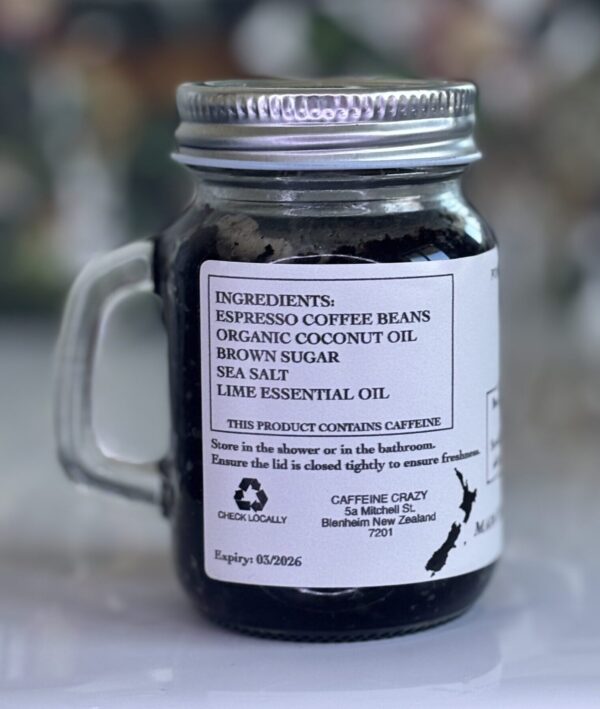 INGREDIENTS:
ESPRESSO COFFEE BEANS
ORGANIC COCONUT OIL
BROWN SUGAR
SEA SALT
LIME ESSENTIAL OIL
THIS PRODUCT CONTAINS CAFFEINE
Store in the shower or in the bathroom.
Ensure the lid is closed tightly to ensure freshness.
CHECK LOCALLY
CAFFEINE CRAZY
5a Mitchell St.
Blenheim New Zealand
7201
Expiry: 03/2026